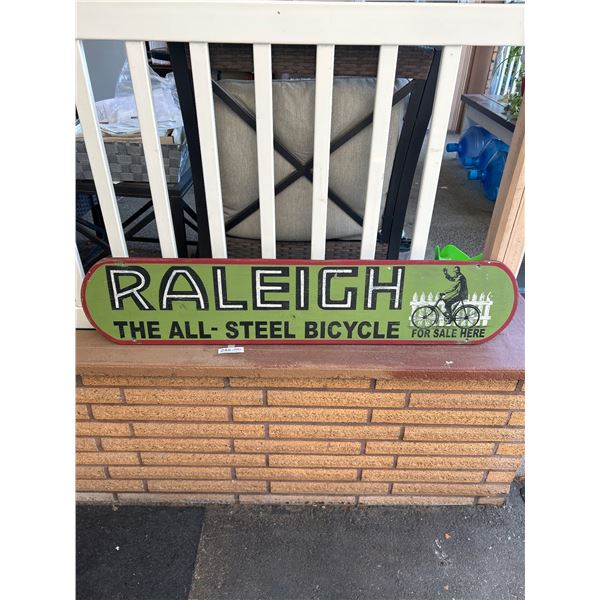 RALEIGH
THE ALL- STEEL BICYCLE
FOR SALE HERE